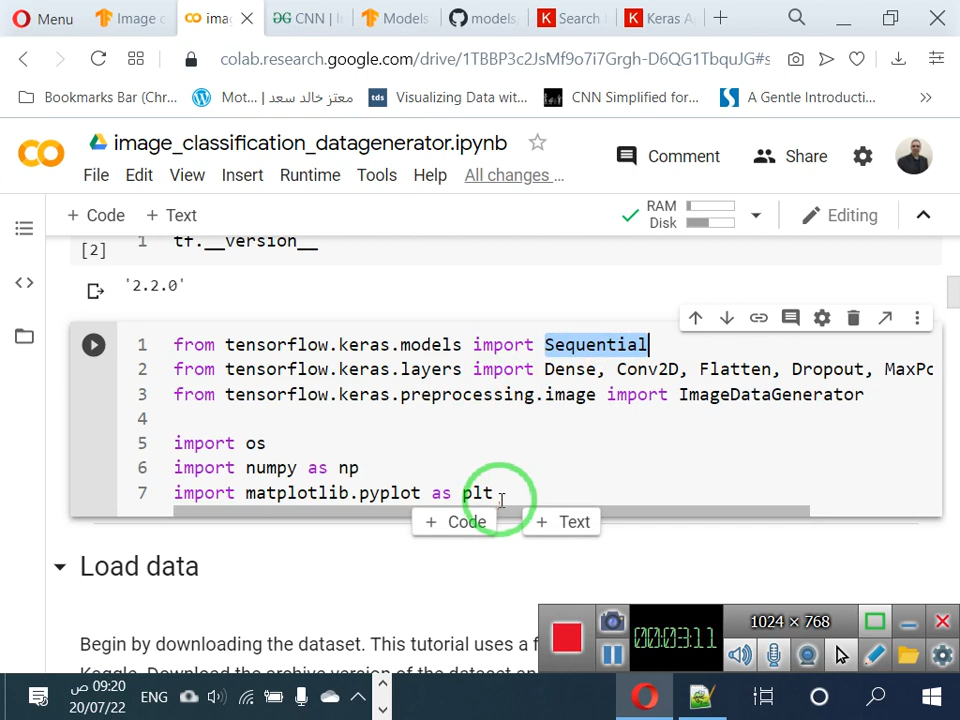 Menu
Image c
ima
CNN | I
Models
models
Search
Keras A
colab.research.google.com/drive/1TBBP3c2JsMf9o7i7Grgh-D6QG1TbquJG#s
Bookmarks Bar (Chr...
معتز خالد سعد | Mot...
tds
Visualizing Data wit...
CNN Simplified for...
A Gentle Introducti...
image_classification_datagenerator.ipynb
Comment
Share
File Edit View Insert Runtime Tools Help All changes ...
+ Code + Text
RAM
Disk
Editing
[2]
1 tf.__version__
'2.2.0'
1 from tensorflow.keras.models import Sequential
2 from tensorflow.keras.layers import Dense, Conv2D, Flatten, Dropout, MaxPo
3 from tensorflow.keras.preprocessing.image import ImageDataGenerator
4
5 import os
6 import numpy as np
7 import matplotlib.pyplot as plt
+ Code + Text
Load data
Begin by downloading the dataset. This tutorial uses a f
1024 × 768
00:03:11
09:20 ص
20/07/22
ENG